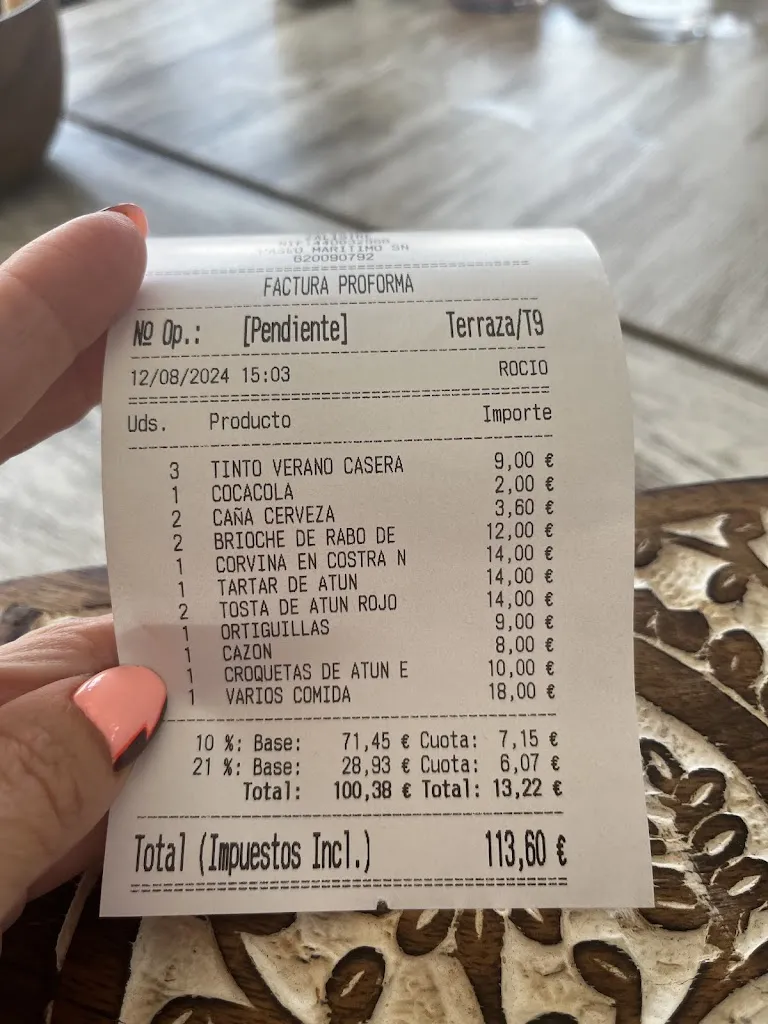 PASEO MARITIMO SN
620090792
FACTURA PROFORMA
Nº Op.: [Pendiente] Terraza/T9
12/08/2024 15:03 ROCIO
Uds. Producto Importe
3 TINTO VERANO CASERA 9,00 €
1 COCACOLA 2,00 €
2 CAÑA CERVEZA 3,60 €
2 BRIOCHE DE RABO DE 12,00 €
1 CORVINA EN COSTRA N 14,00 €
1 TARTAR DE ATUN 14,00 €
2 TOSTA DE ATUN ROJO 14,00 €
1 ORTIGUILLAS 9,00 €
1 CAZON 8,00 €
1 CROQUETAS DE ATUN E 10,00 €
1 VARIOS COMIDA 18,00 €
10 %: Base: 71,45 € Cuota: 7,15 €
21 %: Base: 28,93 € Cuota: 6,07 €
Total: 100,38 € Total: 13,22 €
Total (Impuestos Incl.) 113,60 €